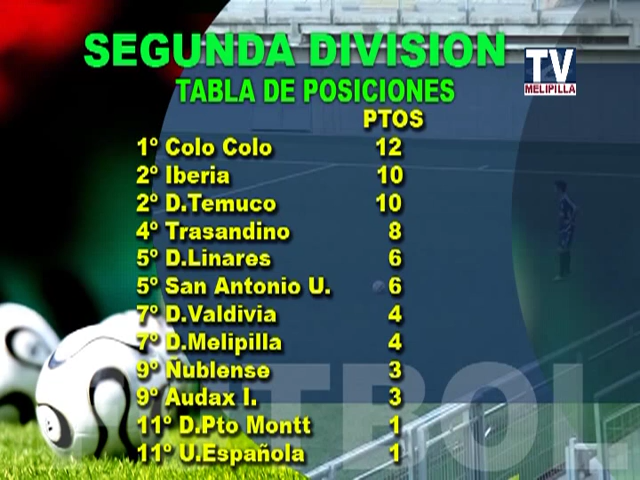 SEGUNDA DIVISION
TV
MELIPILLA
TABLA DE POSICIONES
PTOS
1º Colo Colo 12
2º Iberia 10
2º D.Temuco 10
4º Trasandino 8
5º D.Linares 6
5º San Antonio U. 6
7º D.Valdivia 4
7º D.Melipilla 4
9º Nublense 3
9º Audax I. 3
11º D.Pto Montt 1
11º U.Española 1
FUTBOL